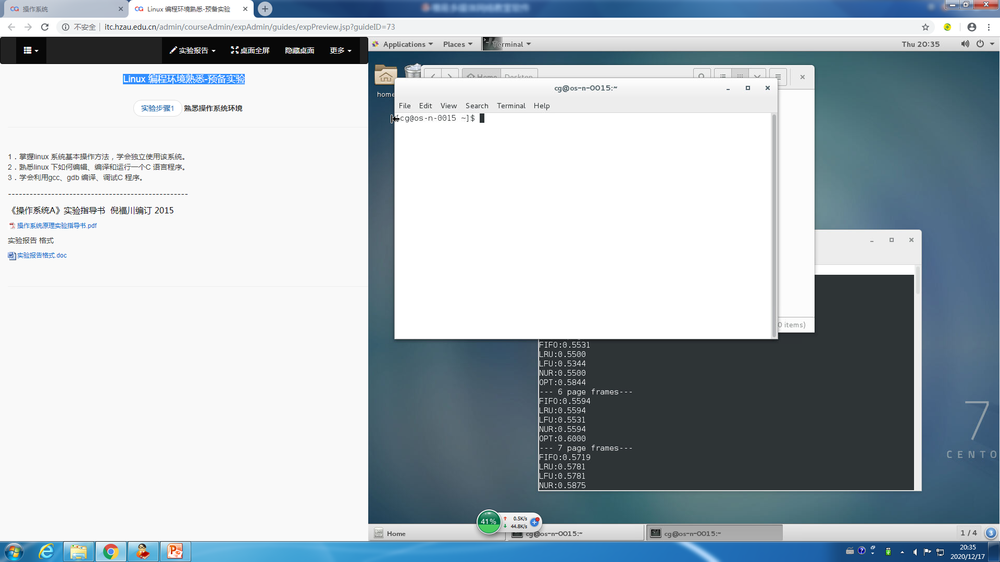 操作系统
Linux 编程环境熟悉-预备实验
不安全
itc.hzau.edu.cn/admin/courseAdmin/expAdmin/guides/expPreview.jsp?guideID=73
实验报告
桌面全屏
隐藏桌面
更多
Linux 编程环境熟悉-预备实验
实验步骤1 熟悉操作系统环境
1．掌握linux 系统基本操作方法，学会独立使用该系统。
2．熟悉linux 下如何编辑、编译和运行一个C 语言程序。
3．学会利用gcc、gdb 编译、调试C 程序。
--------------------------------------------------
《操作系统A》实验指导书 倪福川编订 2015
操作系统原理实验指导书.pdf
实验报告 格式
实验报告格式.doc
Applications
Places
Terminal
Thu 20:35
home
Home
Desktop
cg@os-n-0015:~
File Edit View Search Terminal Help
[cg@os-n-0015 ~]$
0 items)
FIFO:0.5531
LRU:0.5500
LFU:0.5344
NUR:0.5500
OPT:0.5844
--- 6 page frames---
FIFO:0.5594
LRU:0.5594
LFU:0.5531
NUR:0.5594
OPT:0.6000
--- 7 page frames---
FIFO:0.5719
LRU:0.5781
LFU:0.5781
NUR:0.5875
7
CENTO
41%
0.5K/s
44.8K/s
Home
cg@os-n-0015:~
cg@os-n-0015:~
1 / 4
3
20:35
2020/12/17